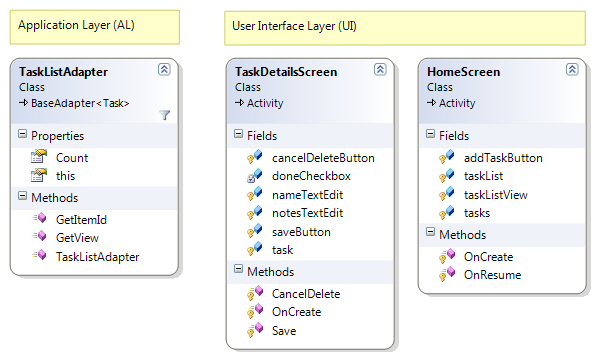 Application Layer (AL)
User Interface Layer (UI)
TaskListAdapter
Class
BaseAdapter<Task>
Properties
Count
this
Methods
GetItemId
GetView
TaskListAdapter
TaskDetailsScreen
Class
Activity
Fields
cancelDeleteButton
doneCheckbox
nameTextEdit
notesTextEdit
saveButton
task
Methods
CancelDelete
OnCreate
Save
HomeScreen
Class
Activity
Fields
addTaskButton
taskList
taskListView
tasks
Methods
OnCreate
OnResume